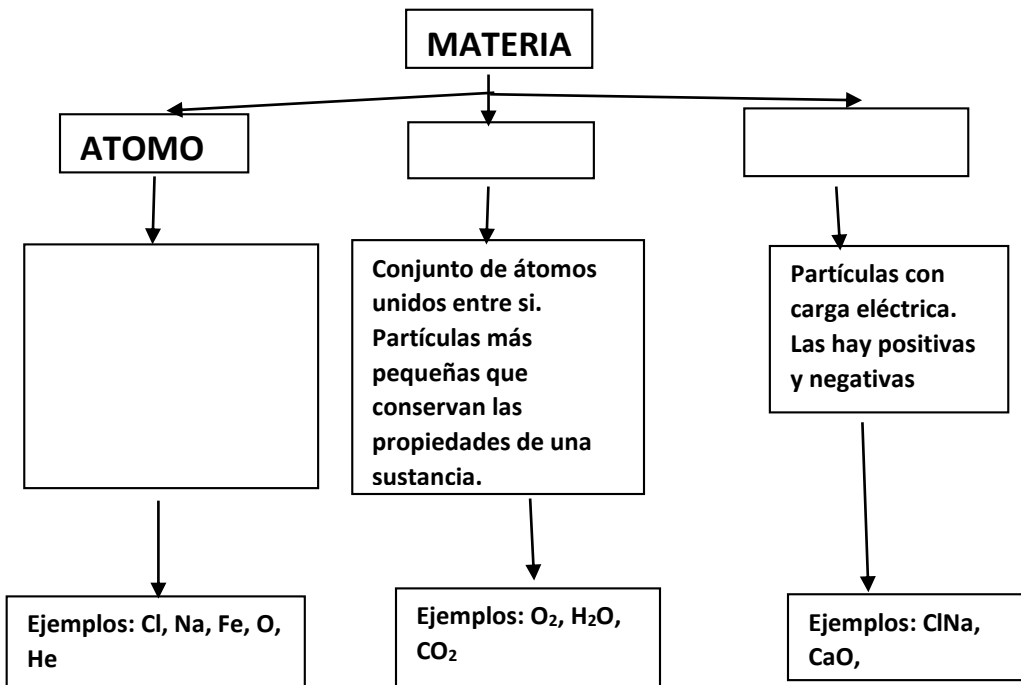 MATERIA
ATOMO
Conjunto de átomos
unidos entre si.
Partículas más
pequeñas que
conservan las
propiedades de una
sustancia.
Partículas con
carga eléctrica.
Las hay positivas
y negativas
Ejemplos: Cl, Na, Fe, O,
He
Ejemplos: O₂, H₂O,
CO₂
Ejemplos: ClNa,
CaO,